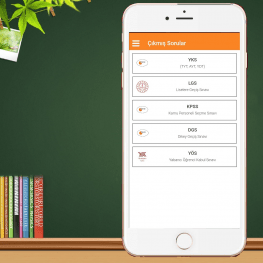 Çıkmış Sorular
YKS
(TYT, AYT, YDT)
LGS
Liselere Geçiş Sınavı
KPSS
Kamu Personeli Seçme Sınavı
DGS
Dikey Geçiş Sınavı
YÖS
Yabancı Öğrenci Kabul Sınavı